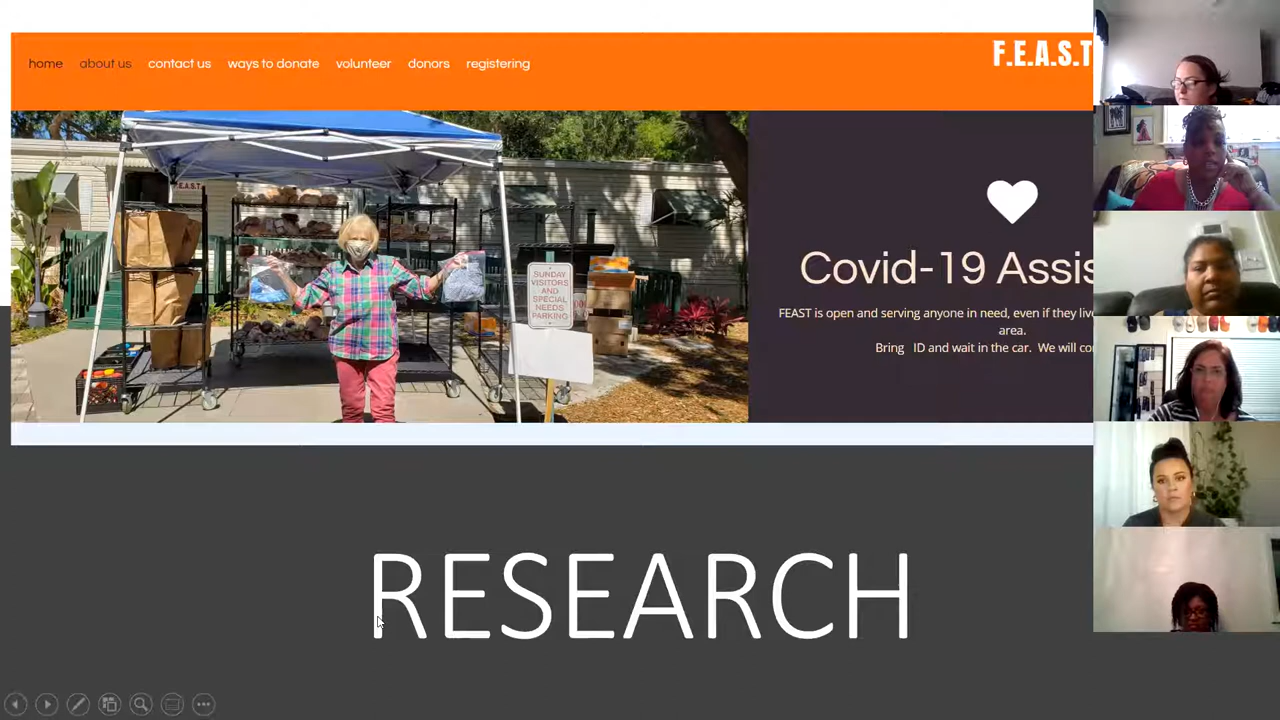 home about us contact us ways to donate volunteer donors registering
F.E.A.S.T
F.E.A.S.T.
SUNDAY
VISITORS
AND
SPECIAL
NEEDS
PARKING
Covid-19 Assis
FEAST is open and serving anyone in need, even if they live
area.
Bring ID and wait in the car. We will co
RESEARCH